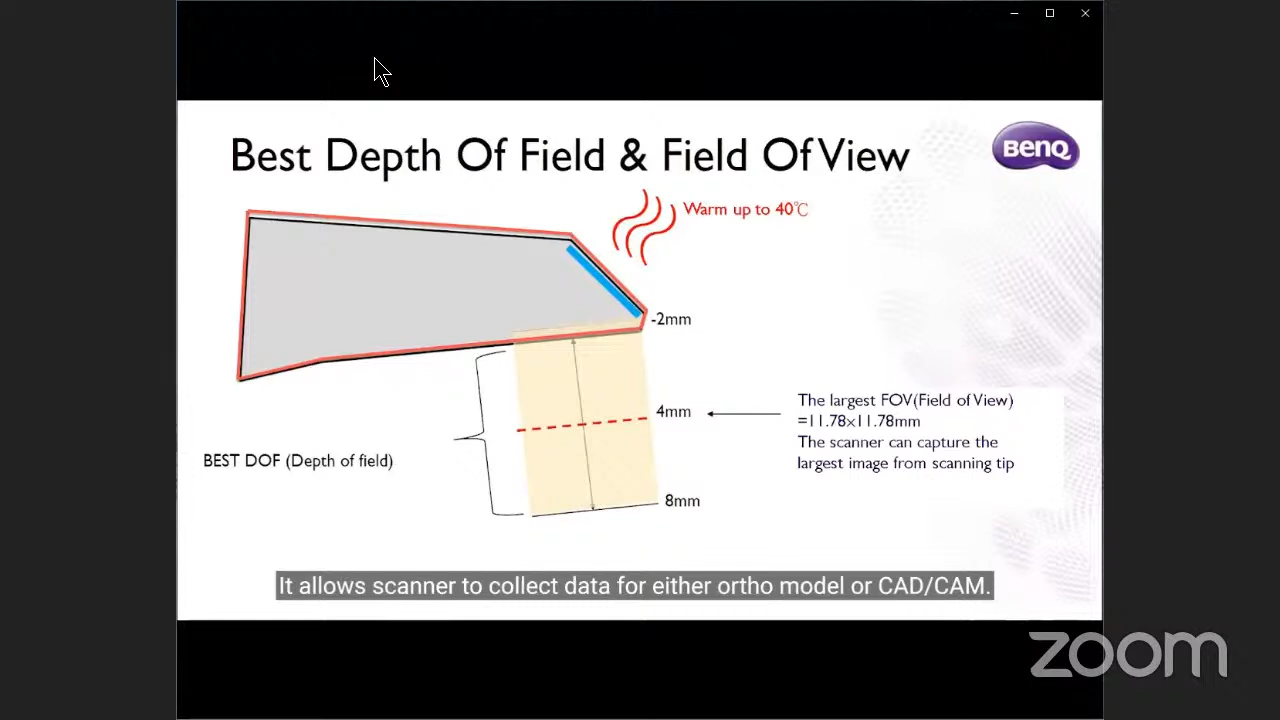 Best Depth Of Field & Field Of View
BenQ
Warm up to 40℃
-2mm
4mm
The largest FOV(Field of View)
=11.78x11.78mm
The scanner can capture the
largest image from scanning tip
BEST DOF (Depth of field)
8mm
It allows scanner to collect data for either ortho model or CAD/CAM.
zoom